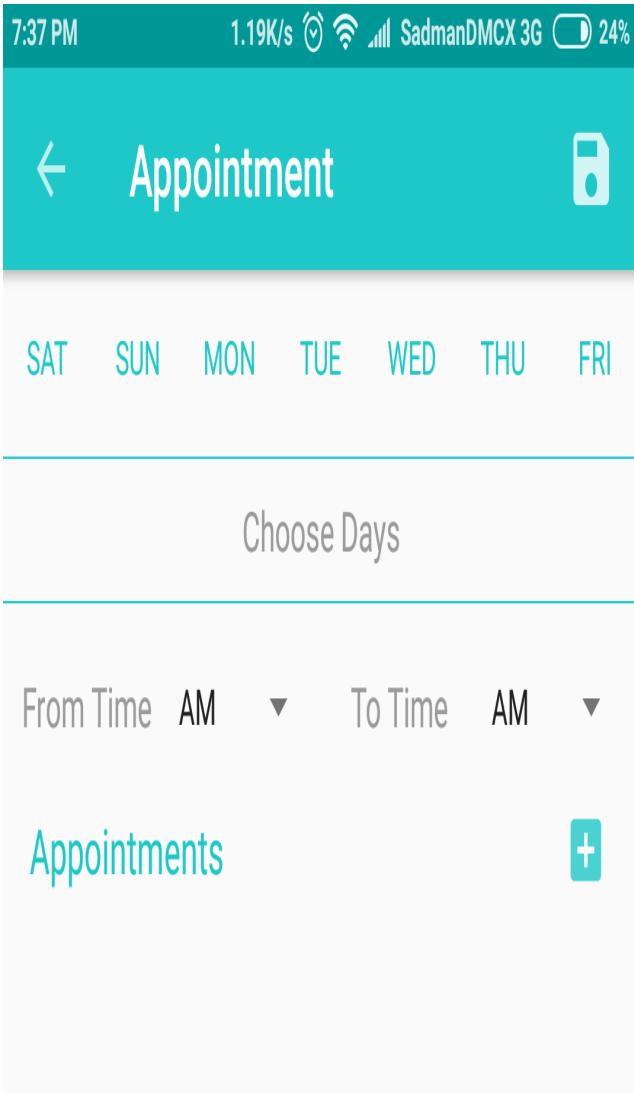 7:37 PM 1.19K/s SadmanDMCX 3G 24%
Appointment
SAT SUN MON TUE WED THU FRI
Choose Days
From Time AM To Time AM
Appointments